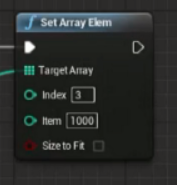 f Set Array Elem
Target Array
Index 3
Item 1000
Size to Fit